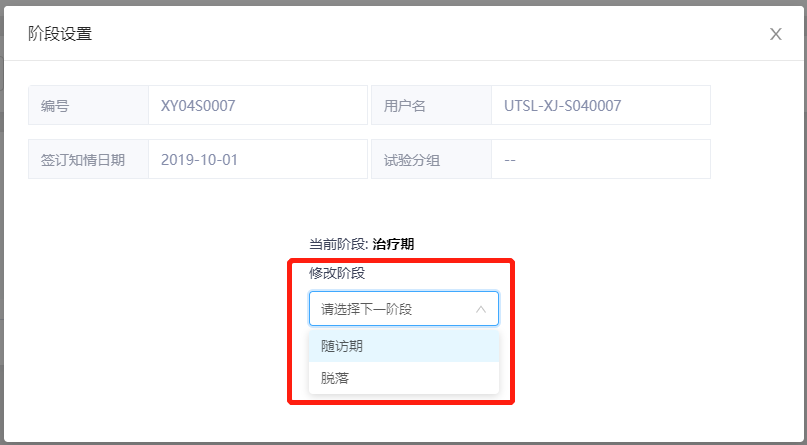 阶段设置
编号 XY04S0007 用户名 UTSL-XJ-S040007
签订知情日期 2019-10-01 试验分组 --
当前阶段: 治疗期
修改阶段
请选择下一阶段
随访期
脱落